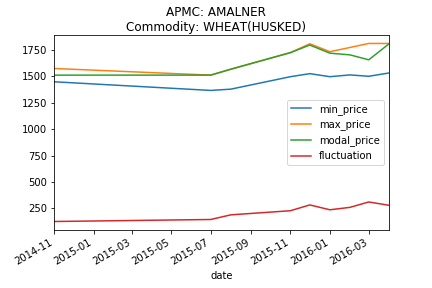 APMC: AMALNER
Commodity: WHEAT(HUSKED)
1750
1500
1250
1000
750
500
250
min_price
max_price
modal_price
fluctuation
2014-11
2015-01
2015-03
2015-05
2015-07
2015-09
2015-11
2016-01
2016-03
date